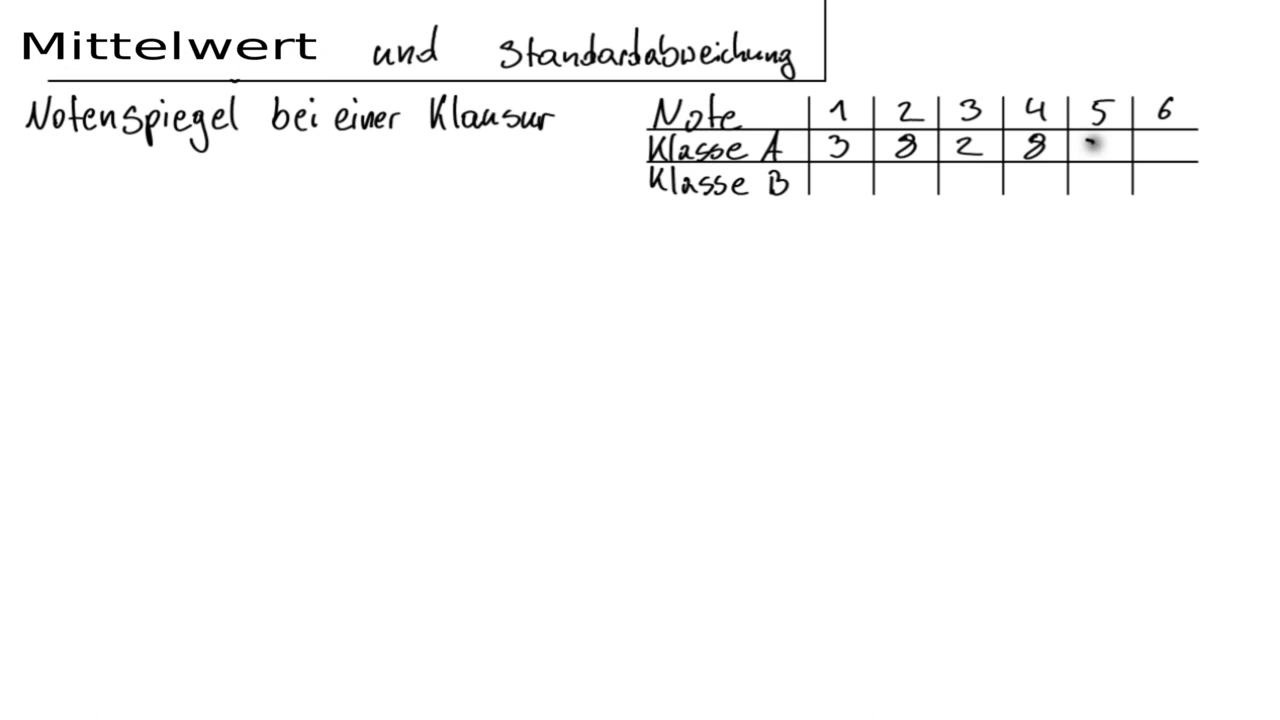 Mittelwert und Standardabweichung
Notenspiegel bei einer Klausur
Note 1 2 3 4 5 6
Klasse A 3 8 2 8
Klasse B